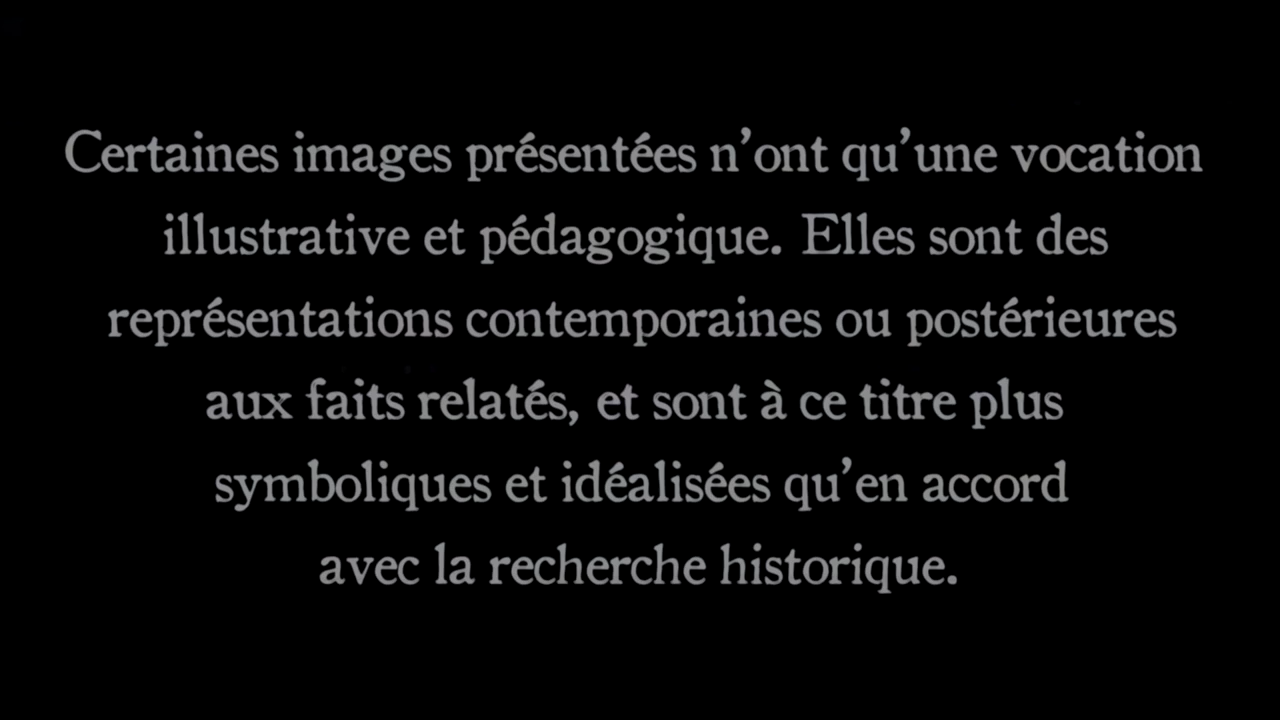 Certaines images présentées n’ont qu’une vocation
illustrative et pédagogique. Elles sont des
représentations contemporaines ou postérieures
aux faits relatés, et sont à ce titre plus
symboliques et idéalisées qu’en accord
avec la recherche historique.